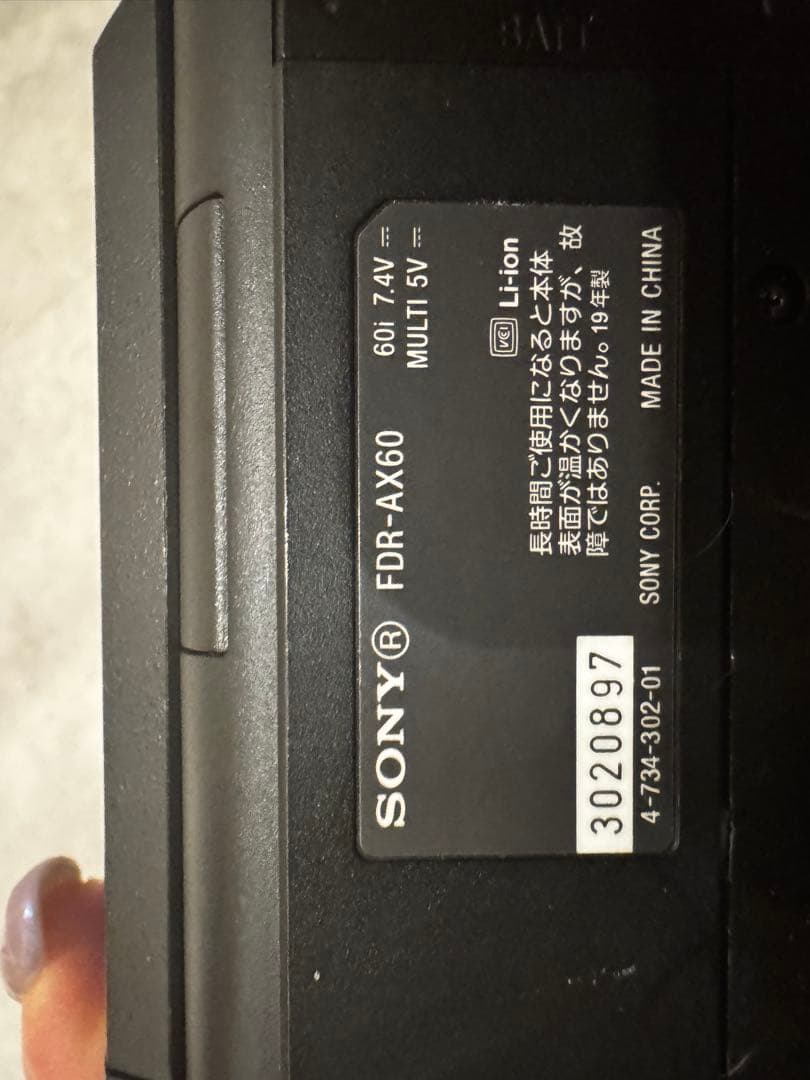 BATT
SONY® FDR-AX60
60i 7.4V ⎓
MULTI 5V ⎓
VCI Li-ion
長時間ご使用になると本体
表面が温かくなりますが、故
障ではありません。19年製
3020897
4-734-302-01 SONY CORP. MADE IN CHINA